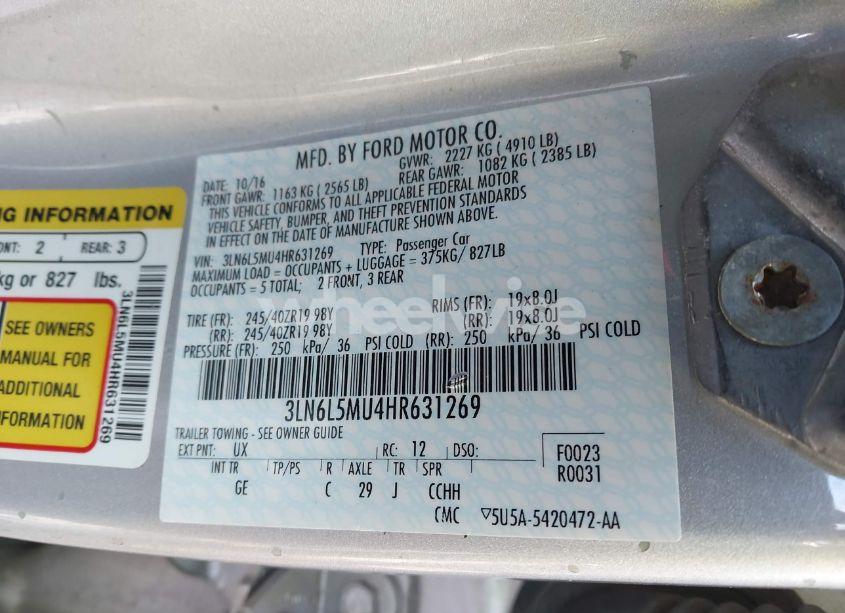 MFD. BY FORD MOTOR CO.
DATE: 10/16 GVWR: 2227 KG ( 4910 LB)
FRONT GAWR: 1163 KG ( 2565 LB) REAR GAWR: 1082 KG ( 2385 LB)
THIS VEHICLE CONFORMS TO ALL APPLICABLE FEDERAL MOTOR
VEHICLE SAFETY, BUMPER, AND THEFT PREVENTION STANDARDS
IN EFFECT ON THE DATE OF MANUFACTURE SHOWN ABOVE.
VIN: 3LN6L5MU4HR631269 TYPE: Passenger Car
MAXIMUM LOAD = OCCUPANTS + LUGGAGE = 375KG/ 827LB
OCCUPANTS = 5 TOTAL; 2 FRONT, 3 REAR
TIRE (FR): 245/40ZR19 98Y RIMS (FR): 19x8.0J
(RR): 245/40ZR19 98Y (RR): 19x8.0J
PRESSURE (FR): 250 kPa/ 36 PSI COLD (RR): 250 kPa/ 36 PSI COLD
3LN6L5MU4HR631269
TRAILER TOWING - SEE OWNER GUIDE
EXT PNT: UX RC: 12 DSO:
F0023
R0031
INT TR TP/PS R AXLE TR SPR
GE C 29 J CCHH
CMC ▽5U5A-5420472-AA
NG INFORMATION
ONT: 2 REAR: 3
kg or 827 lbs.
SEE OWNERS
MANUAL FOR
ADDITIONAL
INFORMATION
3LN6L5MU4HR631269
wheelwise